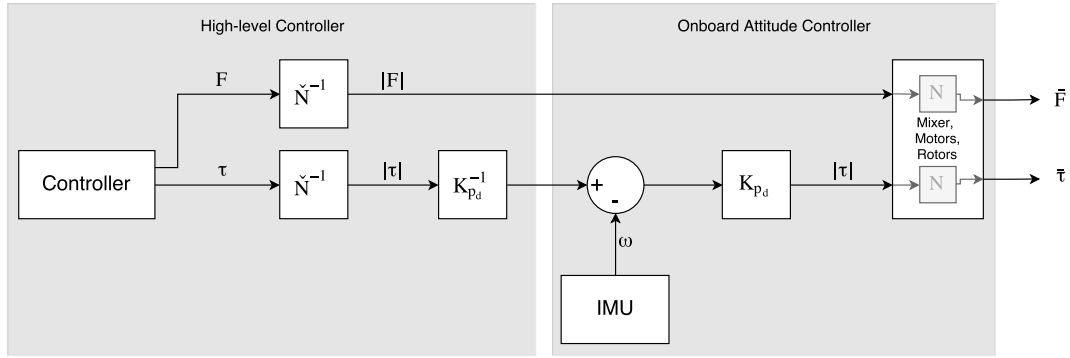 High-level Controller
Onboard Attitude Controller
F
Ň⁻¹
|F|
N
F̄
Mixer,
Motors,
Rotors
Controller
τ
Ň⁻¹
|τ|
K_{p_d}^{-1}
+
-
K_{p_d}
|τ|
N
τ̄
ω
IMU